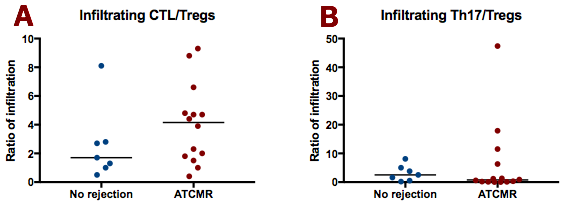 A
Infiltrating CTL/Tregs
Ratio of infiltration
10
8
6
4
2
0
No rejection
ATCMR
B
Infiltrating Th17/Tregs
Ratio of infiltration
50
40
30
20
10
0
No rejection
ATCMR